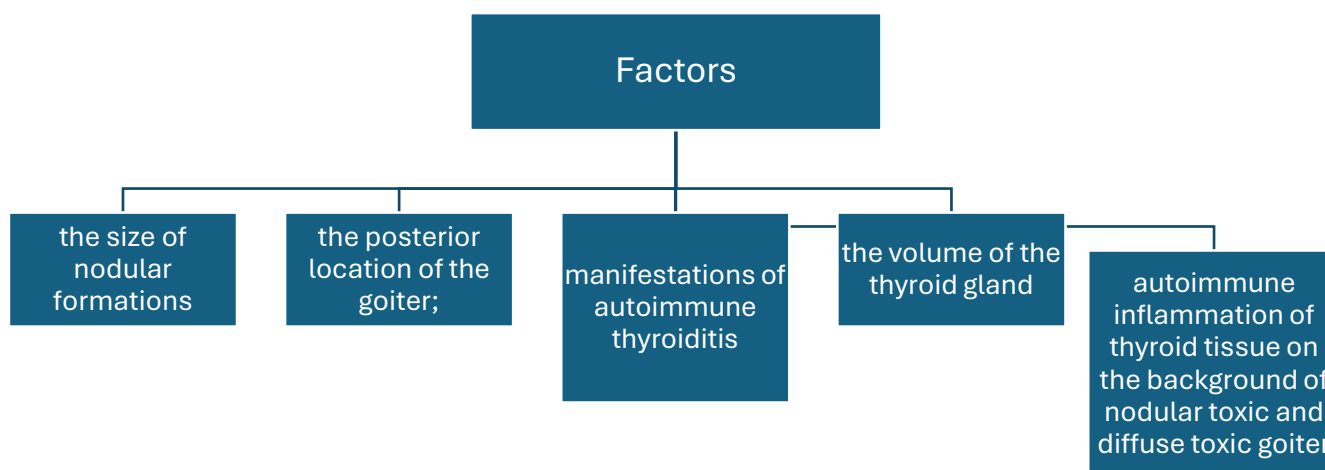 Factors
the size of
nodular
formations
the posterior
location of the
goiter;
manifestations of
autoimmune
thyroiditis
the volume of the
thyroid gland
autoimmune
inflammation of
thyroid tissue on
the background of
nodular toxic and
diffuse toxic goiter